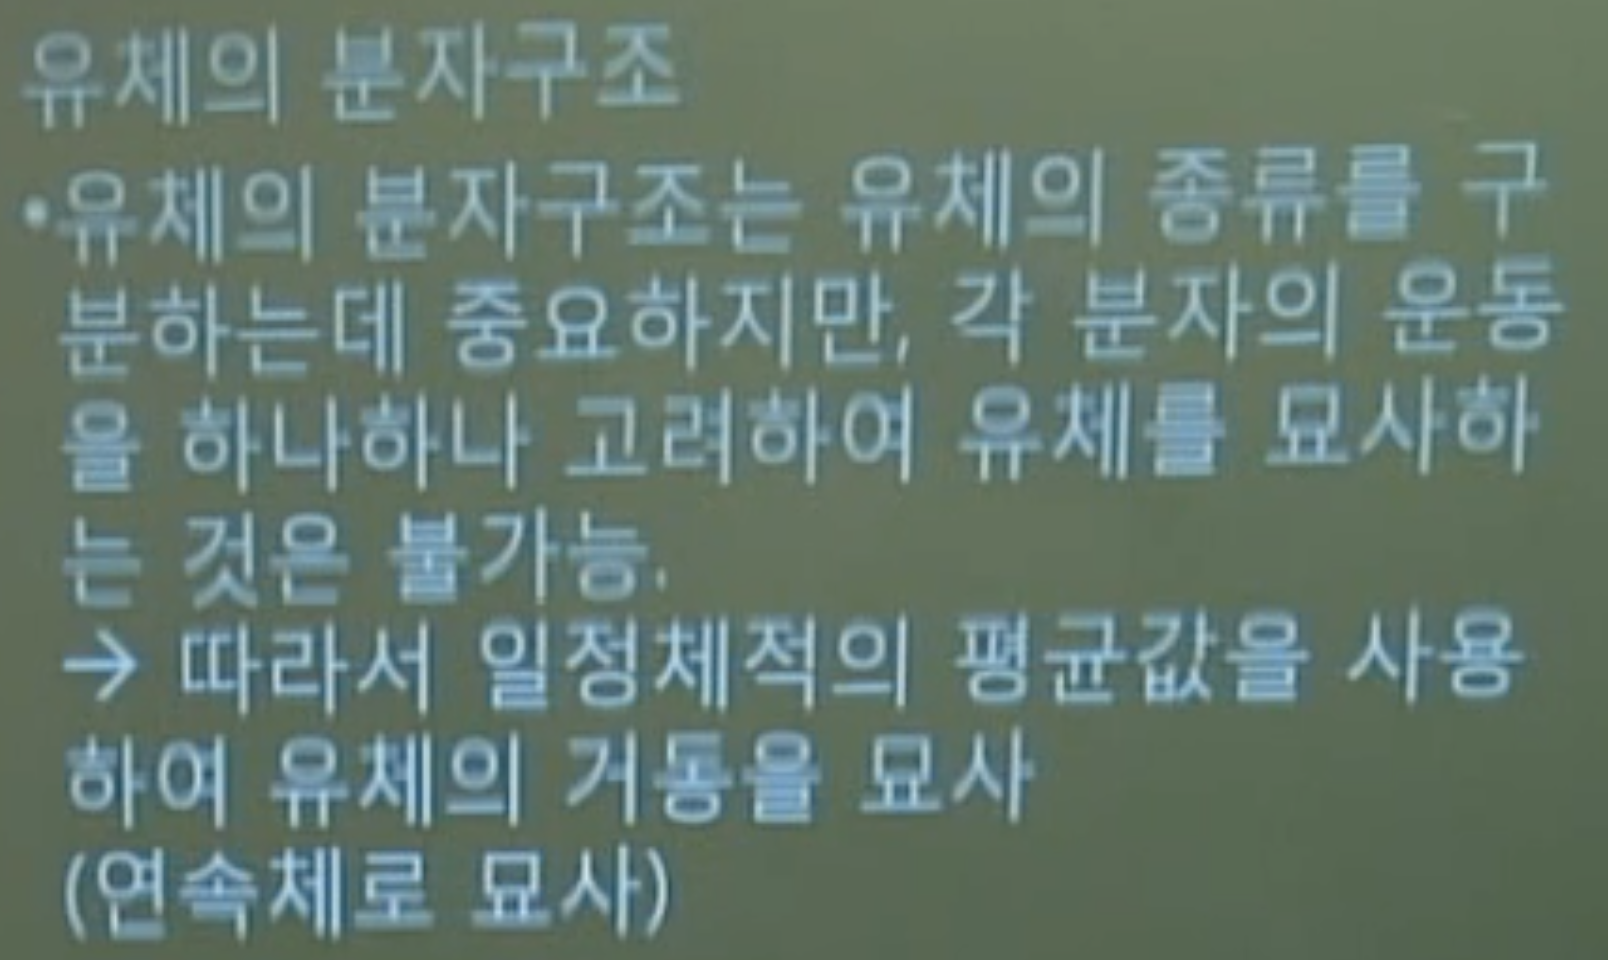 유체의 분자구조
•유체의 분자구조는 유체의 종류를 구
분하는데 중요하지만, 각 분자의 운동
을 하나하나 고려하여 유체를 묘사하
는 것은 불가능.
→ 따라서 일정체적의 평균값을 사용
하여 유체의 거동을 묘사
(연속체로 묘사)